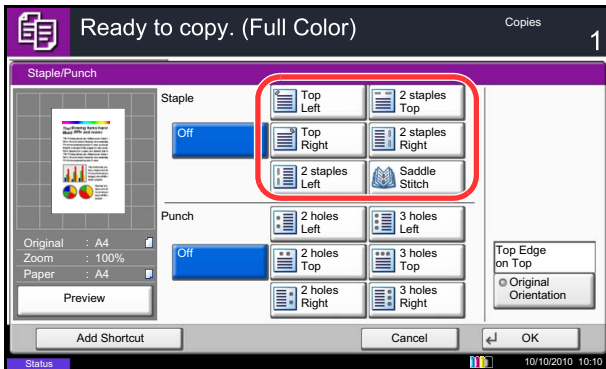 Ready to copy. (Full Color)
Copies
1
Staple/Punch
Staple
Off
Top
Left
2 staples
Top
Top
Right
2 staples
Right
2 staples
Left
Saddle
Stitch
Punch
Off
2 holes
Left
3 holes
Left
2 holes
Top
3 holes
Top
2 holes
Right
3 holes
Right
Original : A4
Zoom : 100%
Paper : A4
Preview
Top Edge
on Top
Original
Orientation
Add Shortcut
Cancel
OK
Status
10/10/2010 10:10